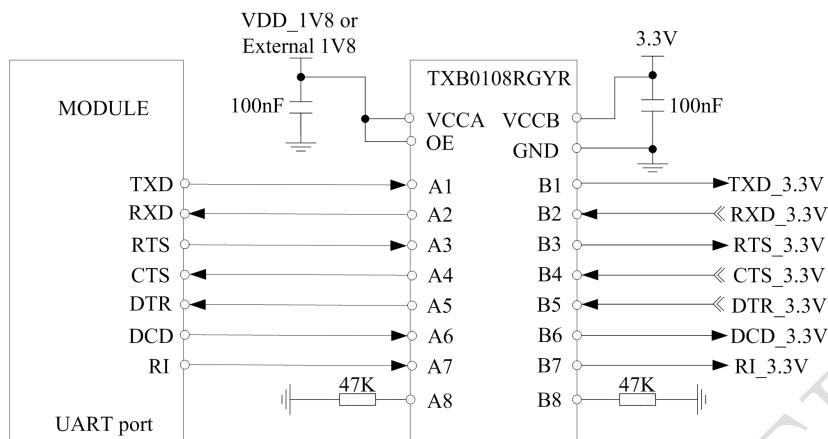 VDD_1V8 or
External 1V8
3.3V
TXB0108RGYR
MODULE
100nF
100nF
VCCA
VCCB
OE
GND
TXD
A1
B1
TXD_3.3V
RXD
A2
B2
RXD_3.3V
RTS
A3
B3
RTS_3.3V
CTS
A4
B4
CTS_3.3V
DTR
A5
B5
DTR_3.3V
DCD
A6
B6
DCD_3.3V
RI
A7
B7
RI_3.3V
47K
A8
B8
47K
UART port